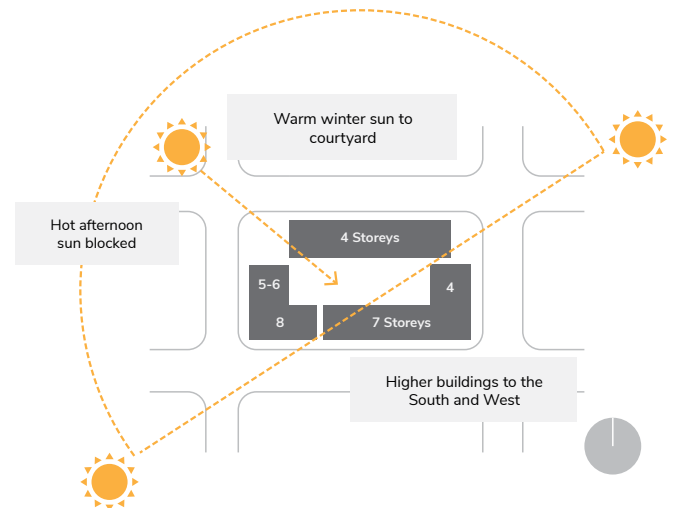 Warm winter sun to
courtyard
Hot afternoon
sun blocked
4 Storeys
5-6
4
8
7 Storeys
Higher buildings to the
South and West